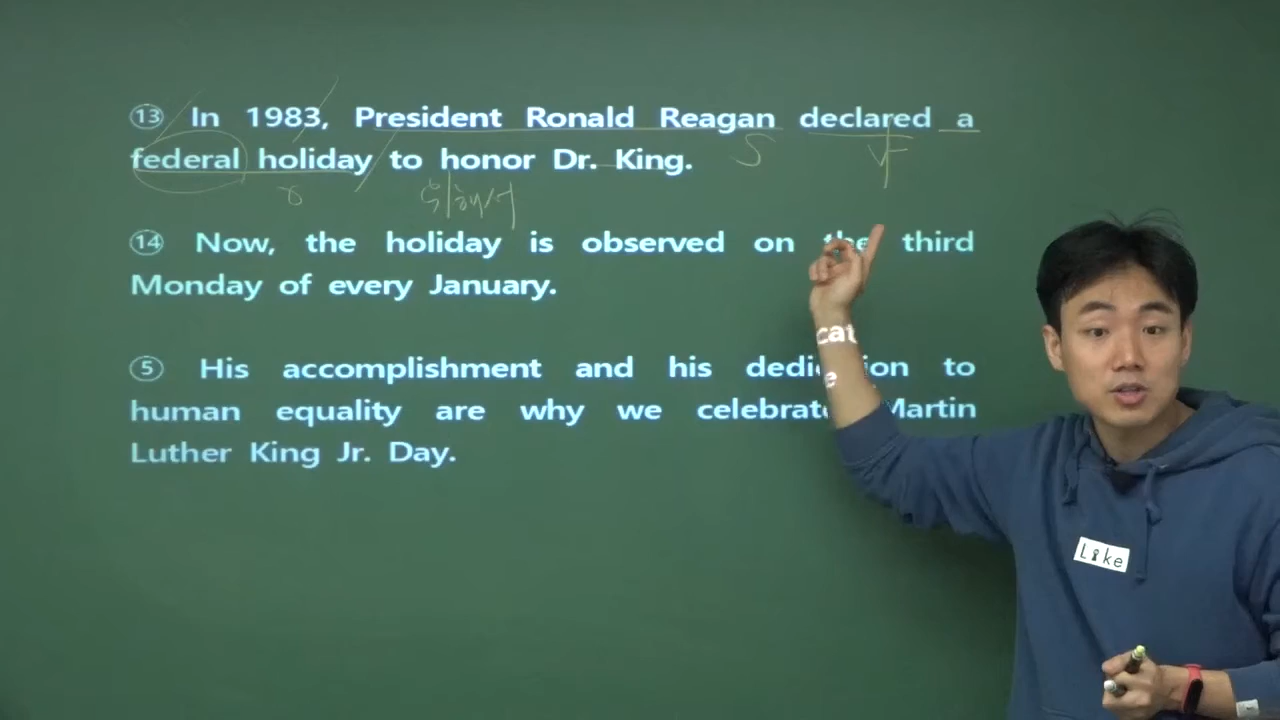 ⑬ In 1983, President Ronald Reagan declared a
federal holiday to honor Dr. King.
S V
위해서
⑭ Now, the holiday is observed on the third
Monday of every January.
⑤ His accomplishment and his dedication to
human equality are why we celebrate Martin
Luther King Jr. Day.
Like